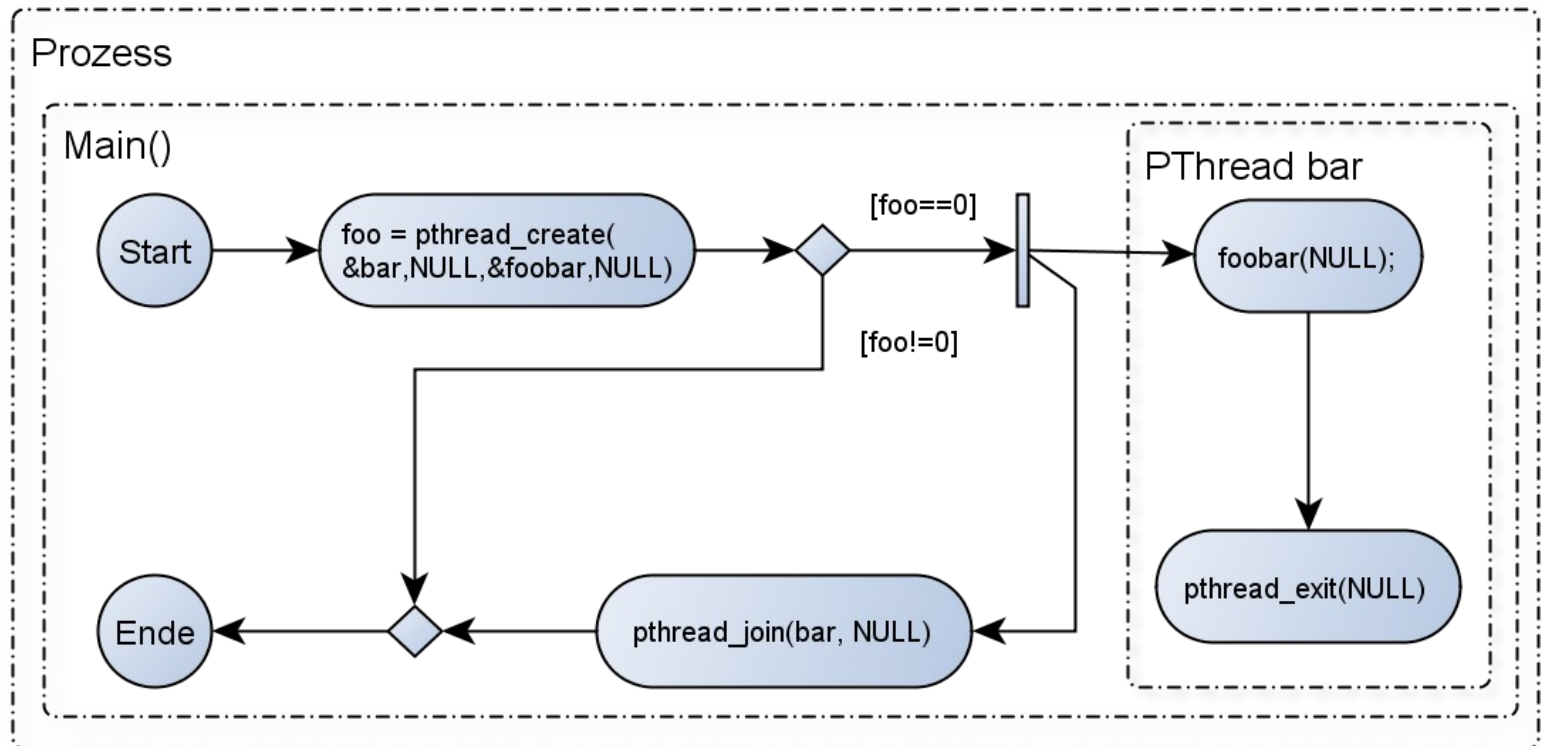 Prozess
Main()
PThread bar
Start
foo = pthread_create(
&bar,NULL,&foobar,NULL)
[foo==0]
foobar(NULL);
[foo!=0]
pthread_exit(NULL)
Ende
pthread_join(bar, NULL)